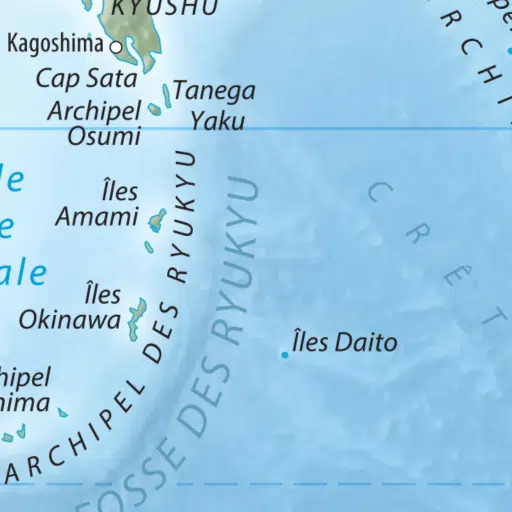 KYUSHU
Kagoshima
Cap Sata
Archipel
Osumi
Tanega
Yaku
Îles
Amami
Îles
Okinawa
ARCHIPEL DES RYUKYU
FOSSE DES RYUKYU
Îles Daito
CRÊT